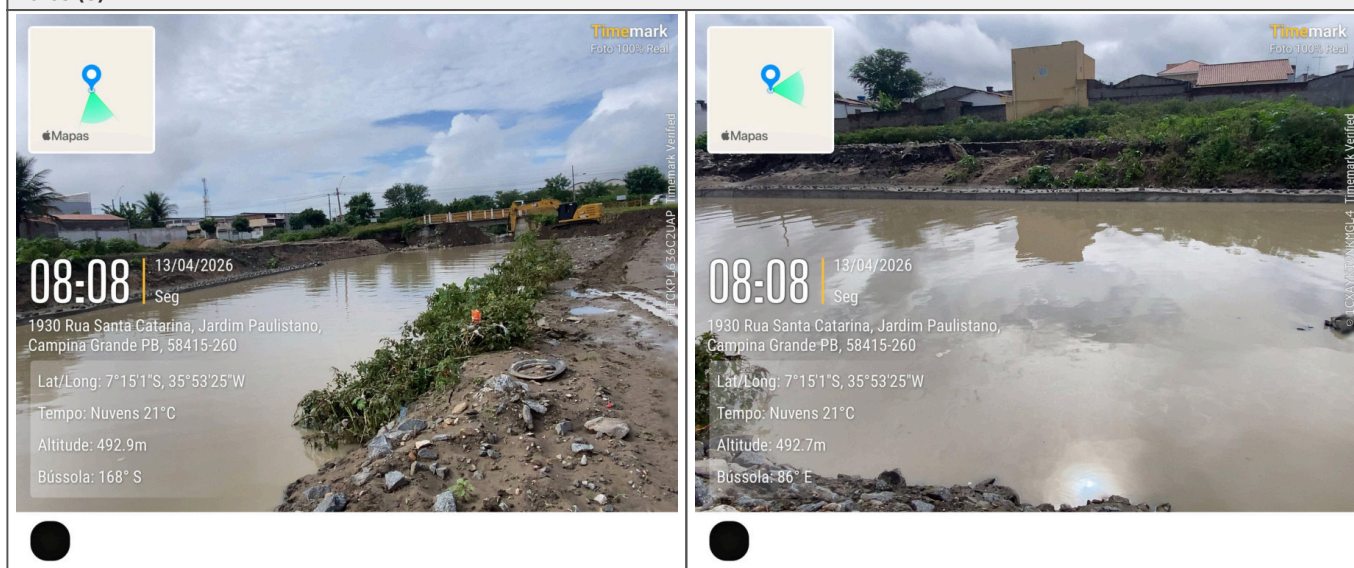 Timemark
Foto 100% Real
Mapas
08:08
13/04/2026
Seg
1930 Rua Santa Catarina, Jardim Paulistano,
Campina Grande PB, 58415-260
Lat/Long: 7°15'1"S, 35°53'25"W
Tempo: Nuvens 21°C
Altitude: 492.9m
Bússola: 168° S
Timemark Verified
Timemark
Foto 100% Real
Mapas
08:08
13/04/2026
Seg
1930 Rua Santa Catarina, Jardim Paulistano,
Campina Grande PB, 58415-260
Lat/Long: 7°15'1"S, 35°53'25"W
Tempo: Nuvens 21°C
Altitude: 492.7m
Bússola: 86° E
Timemark Verified